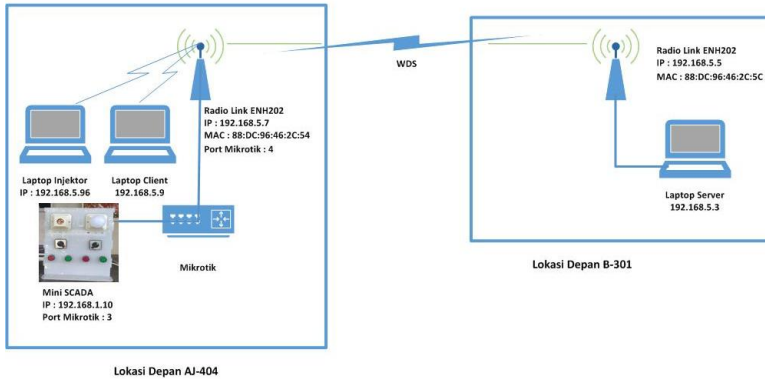 WDS
Radio Link ENH202
IP : 192.168.5.7
MAC : 88:DC:96:46:2C:54
Port Mikrotik : 4
Laptop Injektor
IP : 192.168.5.96
Laptop Client
192.168.5.9
Mikrotik
Mini SCADA
IP : 192.168.1.10
Port Mikrotik : 3
Lokasi Depan AJ-404
Radio Link ENH202
IP : 192.168.5.5
MAC : 88:DC:96:46:2C:5C
Laptop Server
192.168.5.3
Lokasi Depan B-301